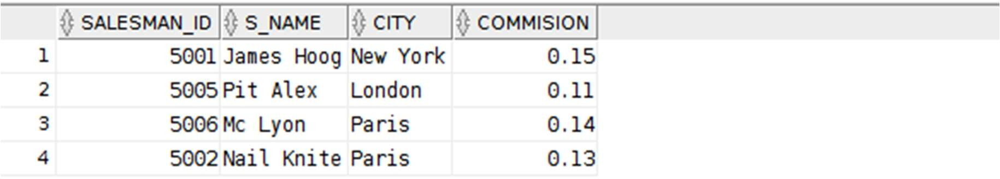 SALESMAN_ID S_NAME CITY COMMISION
1 5001 James Hoog New York 0.15
2 5005 Pit Alex London 0.11
3 5006 Mc Lyon Paris 0.14
4 5002 Nail Knite Paris 0.13